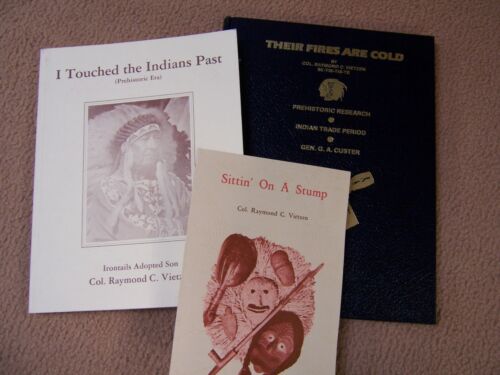 I Touched the Indians Past
(Prehistoric Era)
Irontails Adopted Son
Col. Raymond C.
THEIR FIRES ARE COLD
BY
COL. RAYMOND C. VIETZEN
PREHISTORIC RESEARCH
INDIAN TRADE PERIOD
GEN. G. A. CUSTER
Sittin' On A Stump
Col. Raymond C. Vietzen